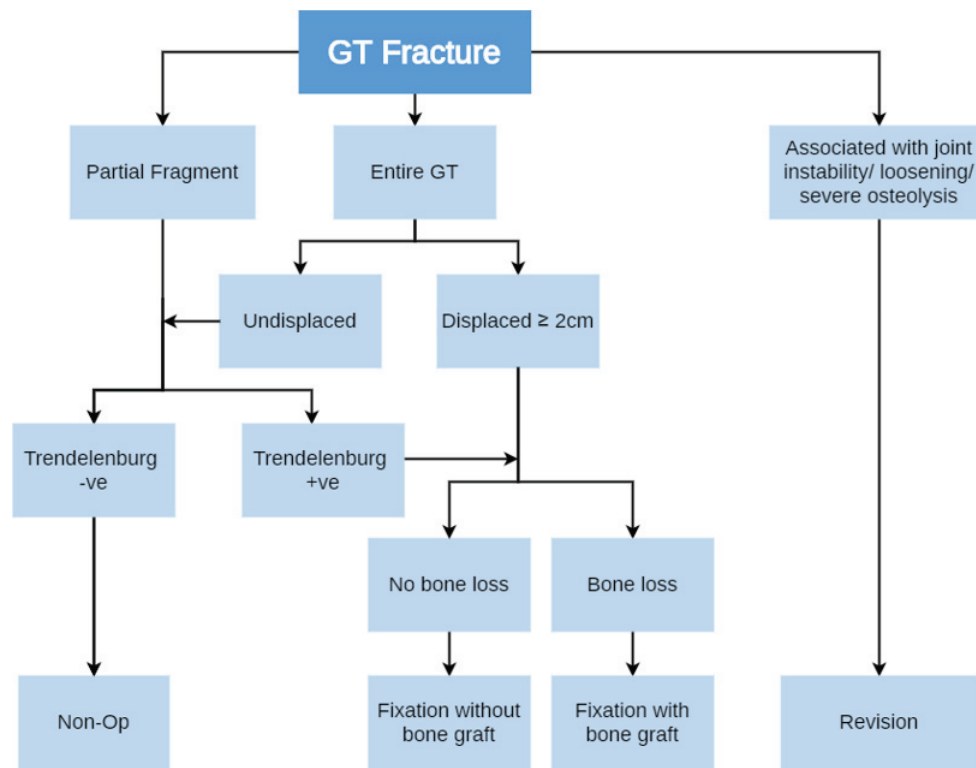 GT Fracture
Partial Fragment
Entire GT
Associated with joint
instability/ loosening/
severe osteolysis
Undisplaced
Displaced ≥ 2cm
Trendelenburg
-ve
Trendelenburg
+ve
No bone loss
Bone loss
Non-Op
Fixation without
bone graft
Fixation with
bone graft
Revision